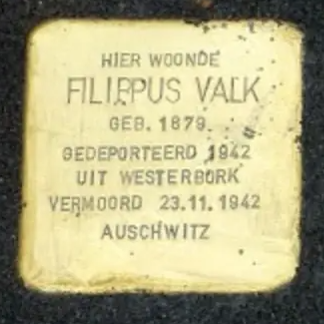 HIER WOONDE
FILIPPUS VALK
GEB. 1879
GEDEPORTEERD 1942
UIT WESTERBORK
VERMOORD 23.11.1942
AUSCHWITZ